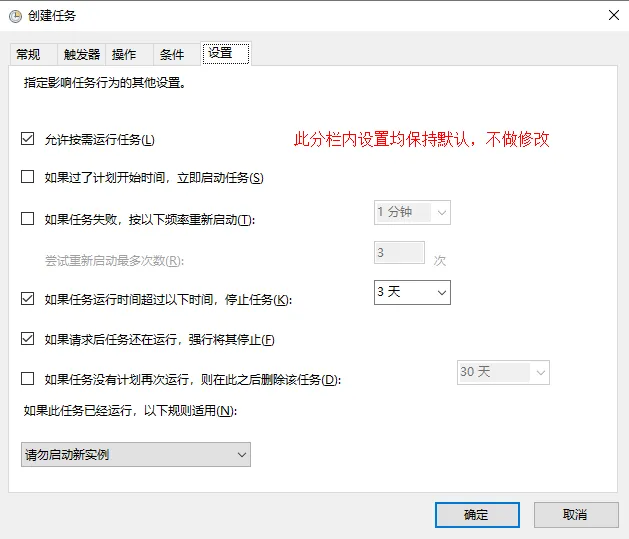 创建任务
常规 触发器 操作 条件 设置
指定影响任务行为的其他设置。
允许按需运行任务(L)
此分栏内设置均保持默认，不做修改
如果过了计划开始时间，立即启动任务(S)
如果任务失败，按以下频率重新启动(T): 1 分钟
尝试重新启动最多次数(R): 3 次
如果任务运行时间超过以下时间，停止任务(K): 3 天
如果请求后任务还在运行，强行将其停止(F)
如果任务没有计划再次运行，则在此之后删除该任务(D): 30 天
如果此任务已经运行，以下规则适用(N):
请勿启动新实例
确定 取消